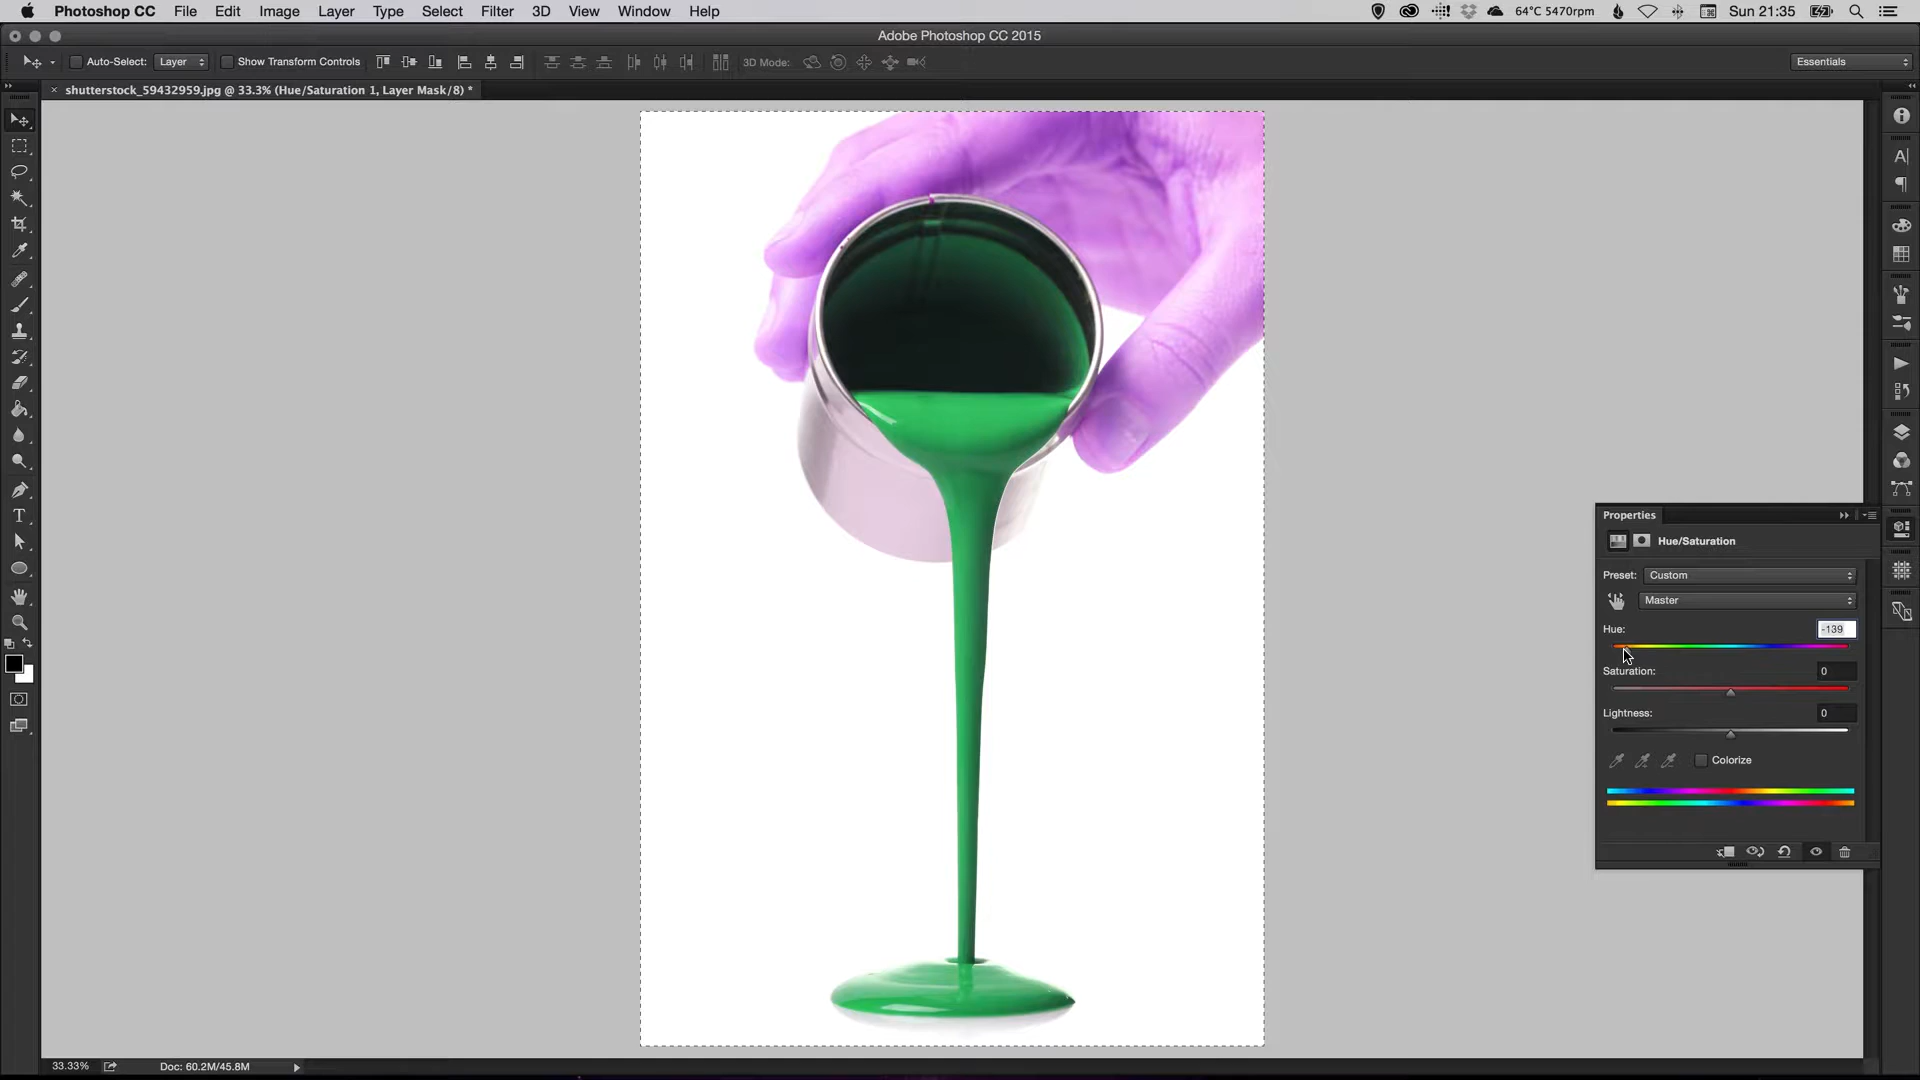 Photoshop CC File Edit Image Layer Type Select Filter 3D View Window Help 64°C 5470rpm Sun 21:35
Adobe Photoshop CC 2015
Auto-Select: Layer Show Transform Controls 3D Mode: Essentials
× shutterstock_59432959.jpg @ 33.3% (Hue/Saturation 1, Layer Mask/8) *
Properties
Hue/Saturation
Preset: Custom
Master
Hue: -139
Saturation: 0
Lightness: 0
Colorize
33.33% Doc: 60.2M/45.8M